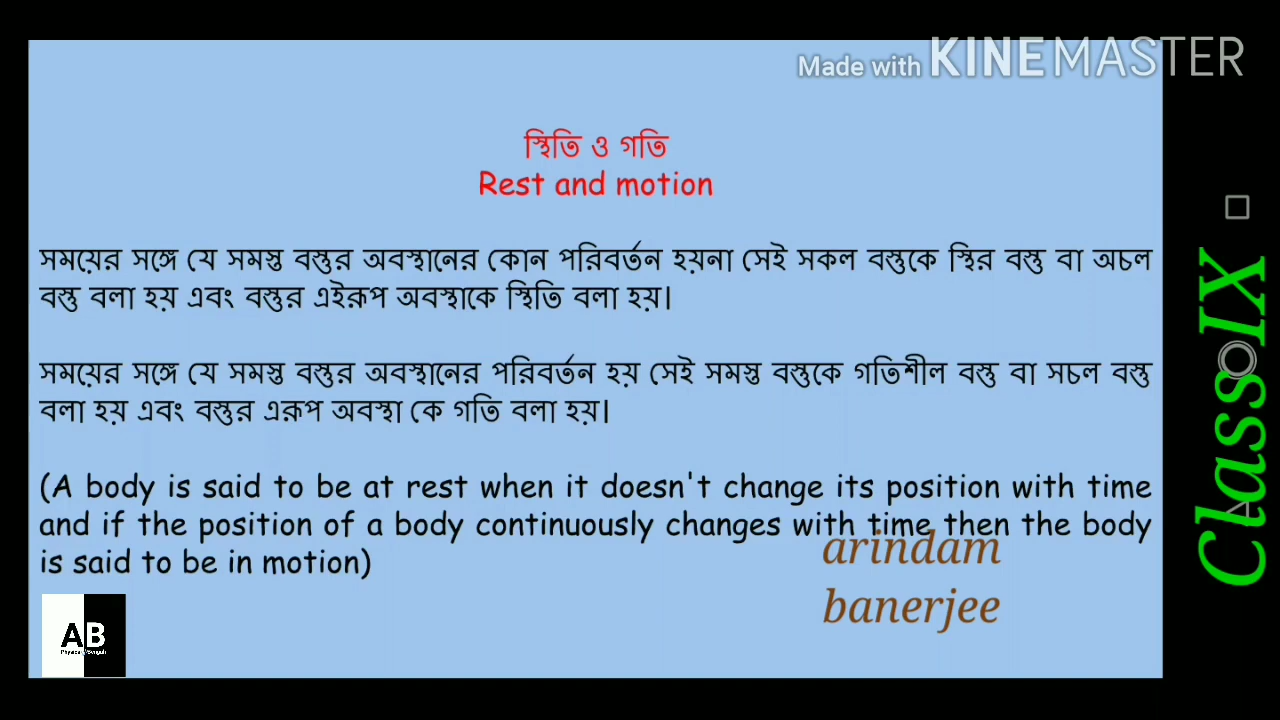 Made with KINEMASTER
স্থিতি ও গতি
Rest and motion
সময়ের সঙ্গে যে সমস্ত বস্তুর অবস্থানের কোন পরিবর্তন হয়না সেই সকল বস্তুকে স্থির বস্তু বা অচল
বস্তু বলা হয় এবং বস্তুর এইরূপ অবস্থাকে স্থিতি বলা হয়।
সময়ের সঙ্গে যে সমস্ত বস্তুর অবস্থানের পরিবর্তন হয় সেই সমস্ত বস্তুকে গতিশীল বস্তু বা সচল বস্তু
বলা হয় এবং বস্তুর এরূপ অবস্থা কে গতি বলা হয়।
(A body is said to be at rest when it doesn't change its position with time
and if the position of a body continuously changes with time then the body
is said to be in motion)
arindam
banerjee
AB
Class IX